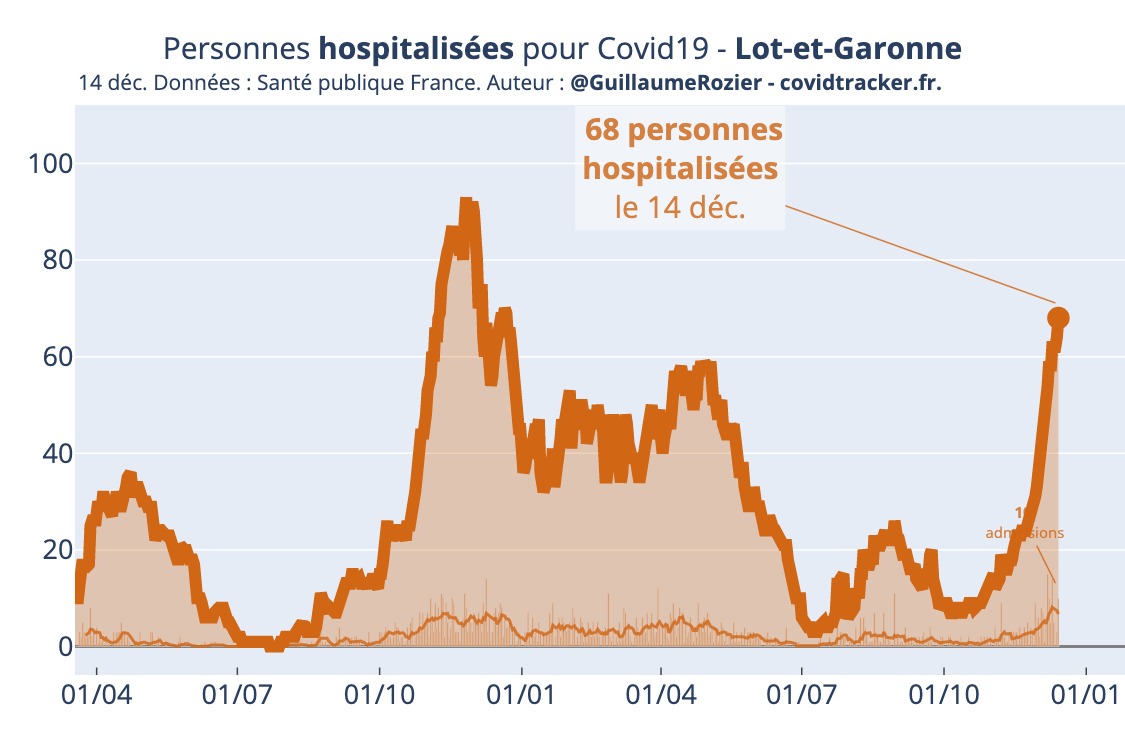 Personnes hospitalisées pour Covid19 - Lot-et-Garonne
14 déc. Données : Santé publique France. Auteur : @GuillaumeRozier - covidtracker.fr.
68 personnes
hospitalisées
le 14 déc.
100
80
60
40
20
0
01/04 01/07 01/10 01/01 01/04 01/07 01/10 01/01